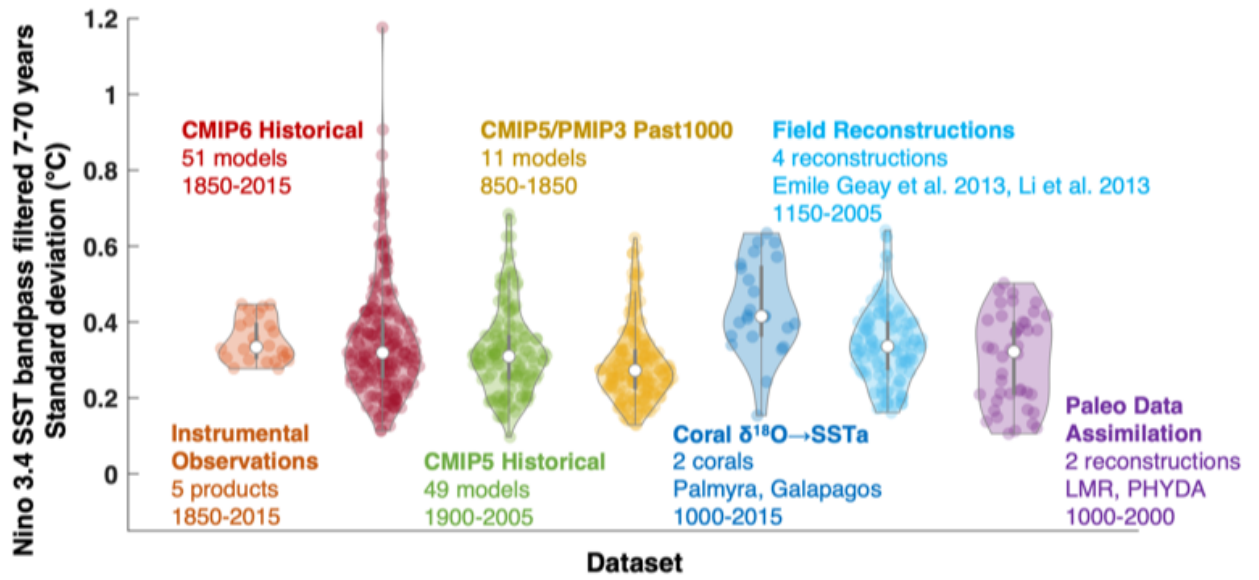 Nino 3.4 SST bandpass filtered 7-70 years
Standard deviation (°C)
1.2
1
0.8
0.6
0.4
0.2
0
CMIP6 Historical
51 models
1850-2015
CMIP5/PMIP3 Past1000
11 models
850-1850
Field Reconstructions
4 reconstructions
Emile Geay et al. 2013, Li et al. 2013
1150-2005
Instrumental
Observations
5 products
1850-2015
CMIP5 Historical
49 models
1900-2005
Coral δ¹⁸O→SSTa
2 corals
Palmyra, Galapagos
1000-2015
Paleo Data
Assimilation
2 reconstructions
LMR, PHYDA
1000-2000
Dataset